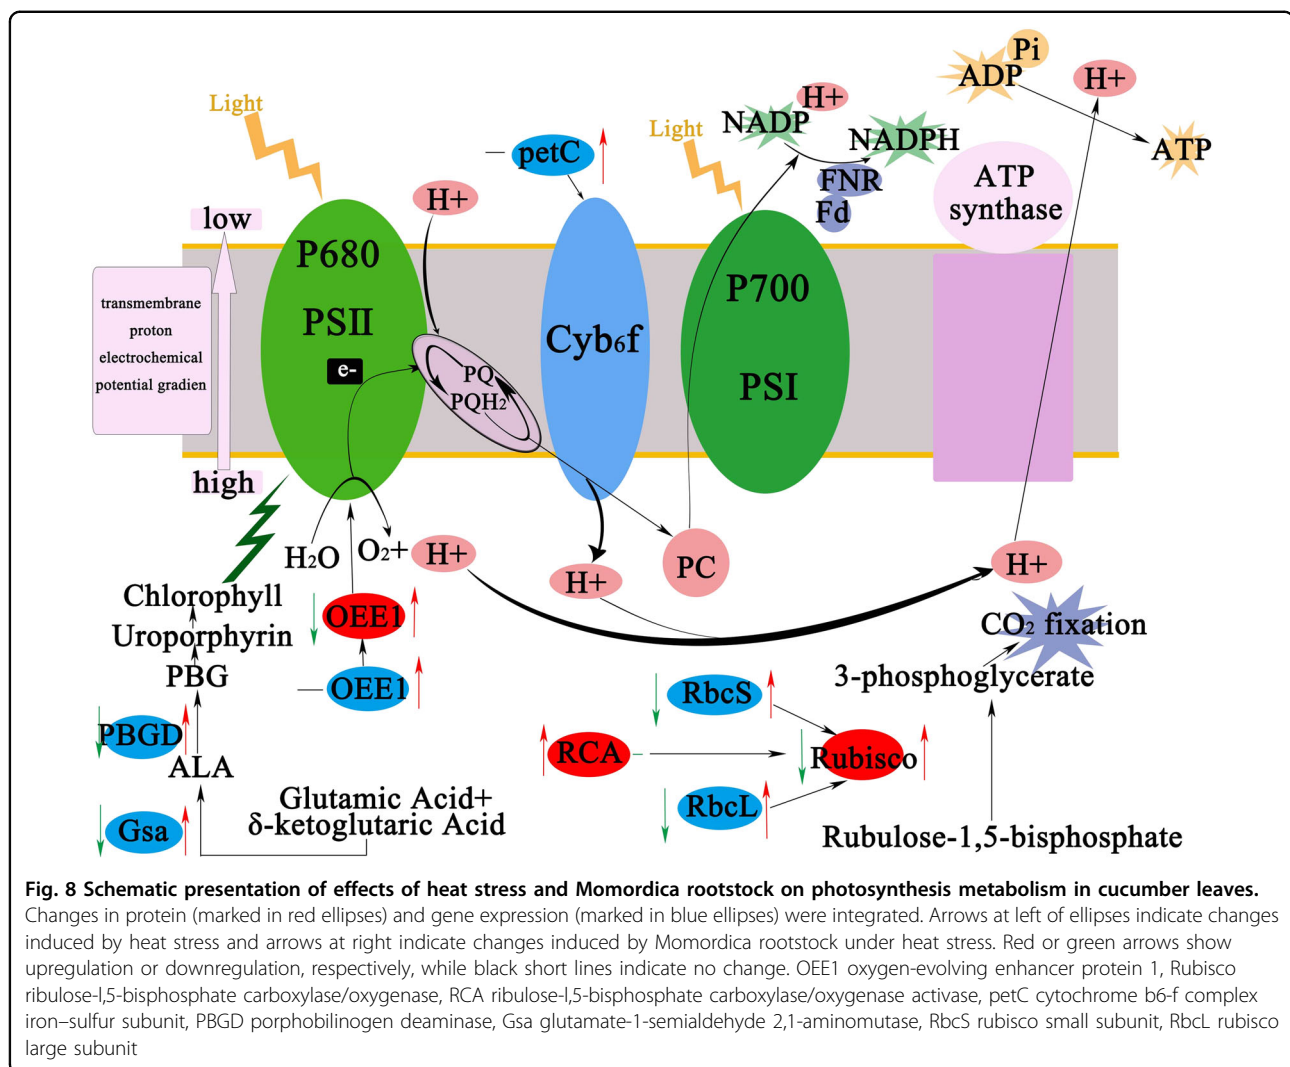 Pi
ADP
H+
Light
H+
NADP
NADPH
ATP
Light
petC
FNR
Fd
ATP
synthase
low
H+
P680
PSII
P700
PSI
transmembrane
proton
electrochemical
potential gradien
Cyb6f
e-
PQ
PQH2
high
H2O
O2+
H+
H+
PC
H+
Chlorophyll
Uroporphyrin
PBG
OEE1
OEE1
CO2 fixation
3-phosphoglycerate
RbcS
PBGD
RCA
Rubisco
ALA
RbcL
Gsa
Glutamic Acid+
δ-ketoglutaric Acid
Rubulose-1,5-bisphosphate
Fig. 8 Schematic presentation of effects of heat stress and Momordica rootstock on photosynthesis metabolism in cucumber leaves.
Changes in protein (marked in red ellipses) and gene expression (marked in blue ellipses) were integrated. Arrows at left of ellipses indicate changes
induced by heat stress and arrows at right indicate changes induced by Momordica rootstock under heat stress. Red or green arrows show
upregulation or downregulation, respectively, while black short lines indicate no change. OEE1 oxygen-evolving enhancer protein 1, Rubisco
ribulose-l,5-bisphosphate carboxylase/oxygenase, RCA ribulose-l,5-bisphosphate carboxylase/oxygenase activase, petC cytochrome b6-f complex
iron–sulfur subunit, PBGD porphobilinogen deaminase, Gsa glutamate-1-semialdehyde 2,1-aminomutase, RbcS rubisco small subunit, RbcL rubisco
large subunit